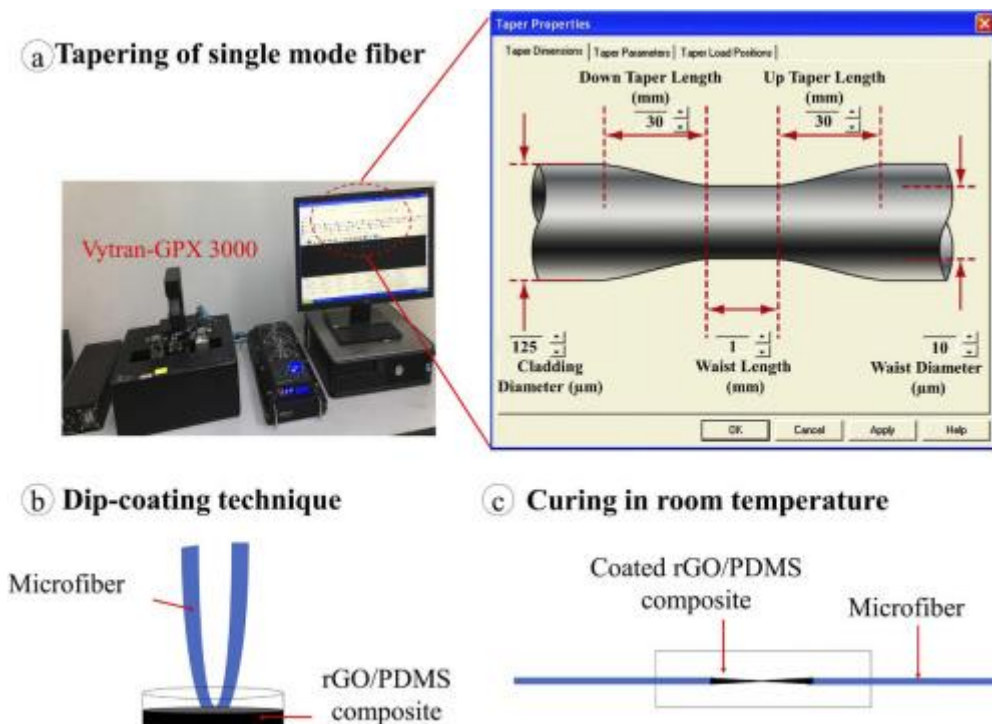 a Tapering of single mode fiber
Vytran-GPX 3000
Taper Properties
Taper Dimensions Taper Parameters Taper Load Positions
Down Taper Length
(mm)
30
Up Taper Length
(mm)
30
125
Cladding
Diameter (µm)
1
Waist Length
(mm)
10
Waist Diameter
(µm)
OK Cancel Apply Help
b Dip-coating technique
Microfiber
rGO/PDMS
composite
c Curing in room temperature
Coated rGO/PDMS
composite
Microfiber